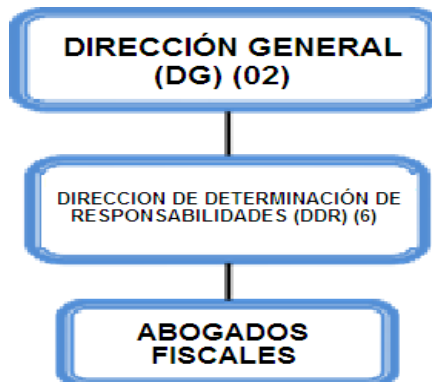 DIRECCIÓN GENERAL
(DG) (02)
DIRECCION DE DETERMINACIÓN DE
RESPONSABILIDADES (DDR) (6)
ABOGADOS
FISCALES